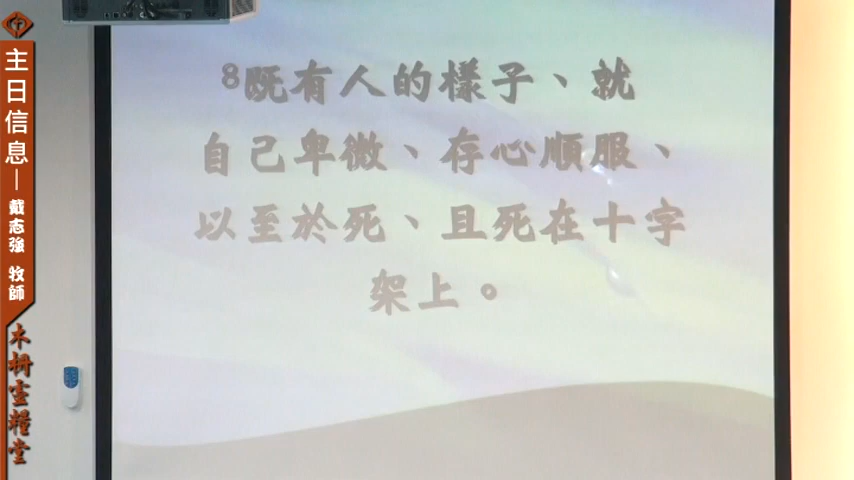 主日信息—
戴志強 牧師
木柵靈糧堂
⁸既有人的樣子、就
自己卑微、存心順服、
以至於死、且死在十字
架上。